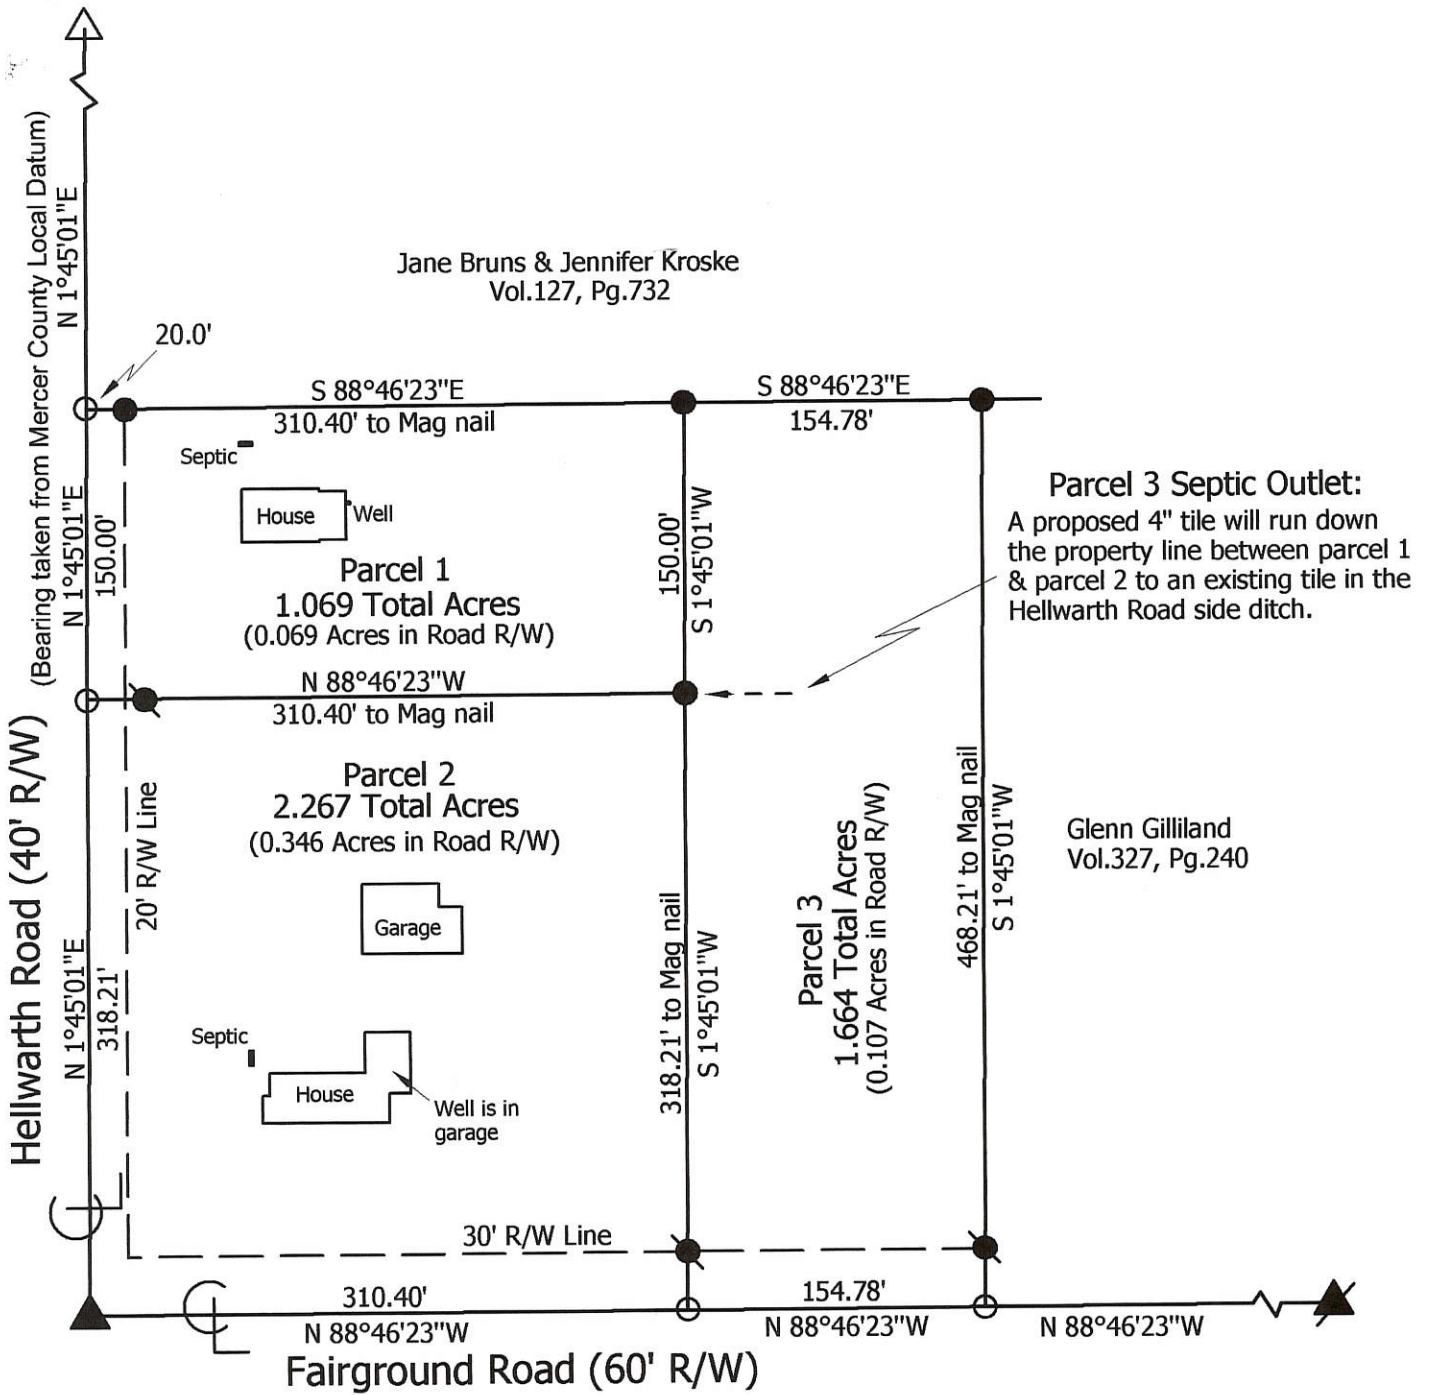 Jane Bruns & Jennifer Kroske
Vol.127, Pg.732
N 1°45'01"E
(Bearing taken from Mercer County Local Datum)
20.0'
S 88°46'23"E
310.40' to Mag nail
S 88°46'23"E
154.78'
Septic
House
Well
N 1°45'01"E
150.00'
Parcel 1
1.069 Total Acres
(0.069 Acres in Road R/W)
150.00'
S 1°45'01"W
Parcel 3 Septic Outlet:
A proposed 4" tile will run down
the property line between parcel 1
& parcel 2 to an existing tile in the
Hellwarth Road side ditch.
N 88°46'23"W
310.40' to Mag nail
Hellwarth Road (40' R/W)
20' R/W Line
Parcel 2
2.267 Total Acres
(0.346 Acres in Road R/W)
Garage
N 1°45'01"E
318.21'
Septic
House
Well is in
garage
318.21' to Mag nail
S 1°45'01"W
Parcel 3
1.664 Total Acres
(0.107 Acres in Road R/W)
468.21' to Mag nail
S 1°45'01"W
Glenn Gilliland
Vol.327, Pg.240
30' R/W Line
310.40'
N 88°46'23"W
154.78'
N 88°46'23"W
N 88°46'23"W
Fairground Road (60' R/W)